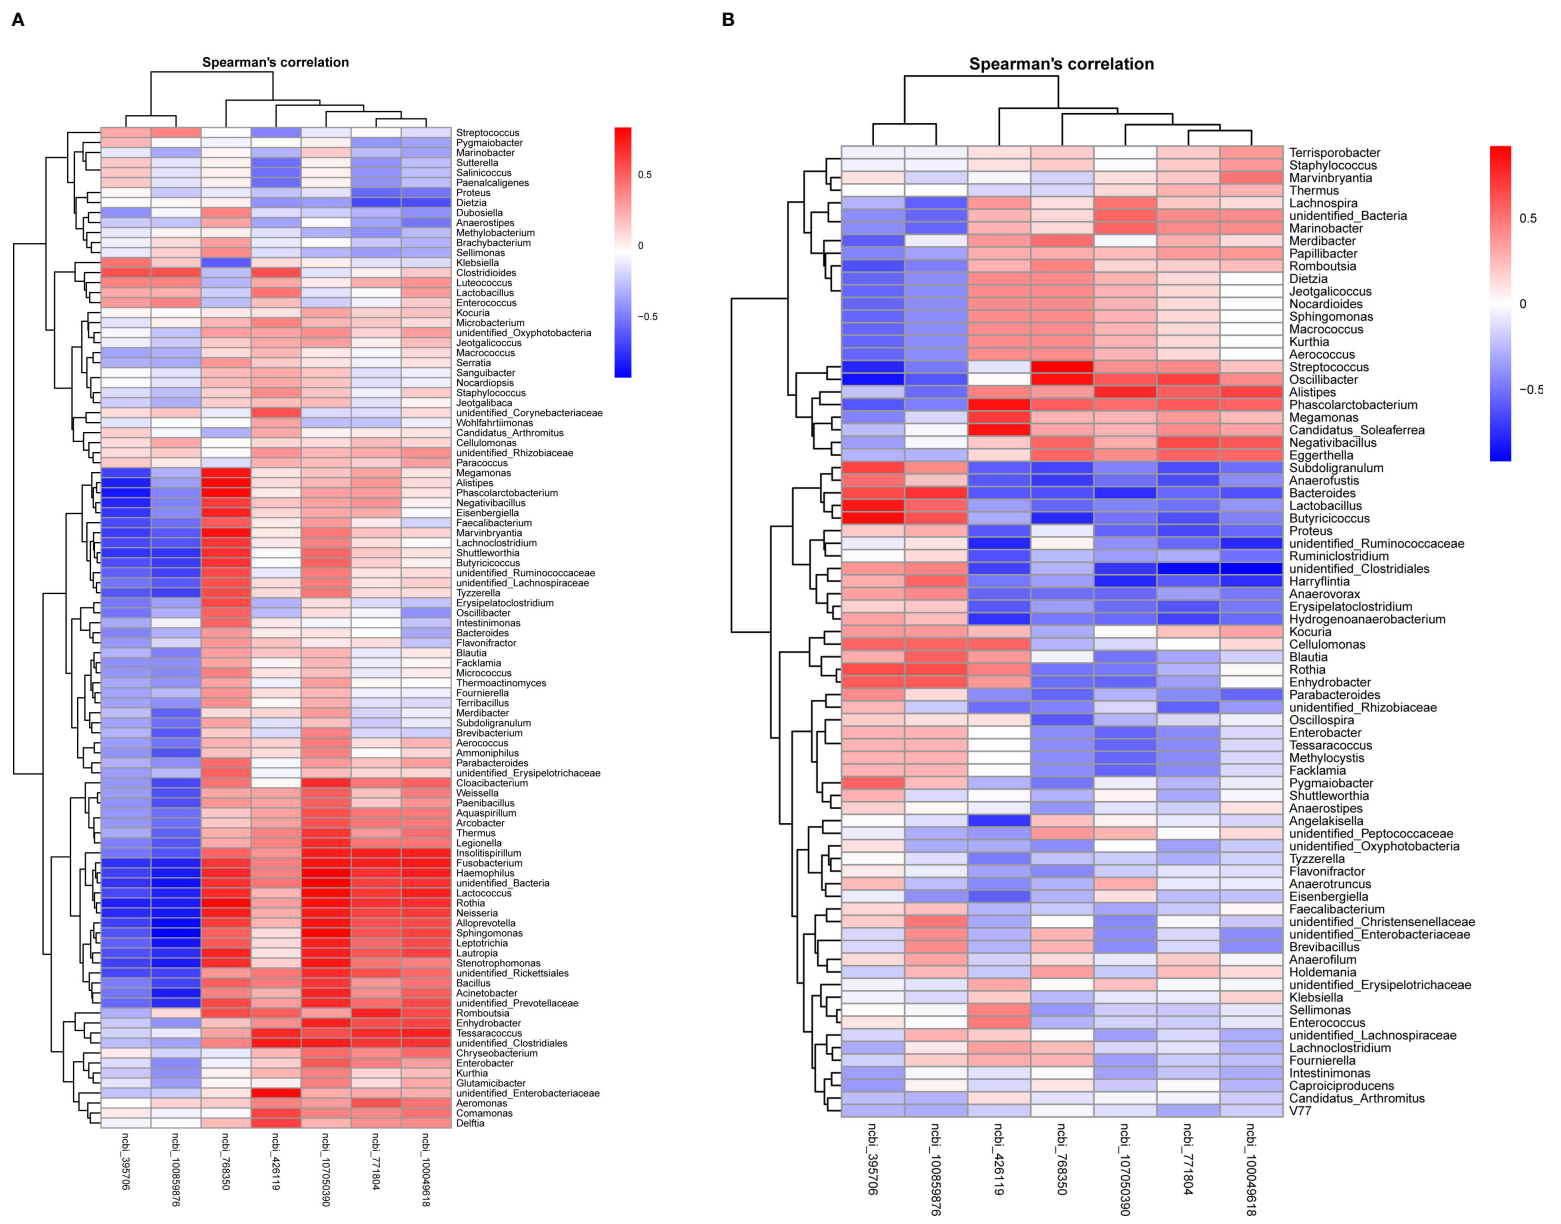 A
Spearman's correlation
Streptococcus
Pygmaiobacter
Marinobacter
Sutterella
Salinicoccus
Paenalcaligenes
Proteus
Dietzia
Dubosiella
Anaerostipes
Methylobacterium
Brachybacterium
Sellimonas
Klebsiella
Clostridioides
Luteococcus
Lactobacillus
Enterococcus
Kocuria
Microbacterium
unidentified_Oxyphotobacteria
Jeotgalicoccus
Macrococcus
Serratia
Sanguibacter
Nocardiopsis
Staphylococcus
Jeotgalibaca
unidentified_Corynebacteriaceae
Wohlfahrtiimonas
Candidatus_Arthromitus
Cellulomonas
unidentified_Rhizobiaceae
Paracoccus
Megamonas
Alistipes
Phascolarctobacterium
Negativibacillus
Eisenbergiella
Faecalibacterium
Marvinbryantia
Lachnoclostridium
Shuttleworthia
Butyricicoccus
unidentified_Ruminococcaceae
unidentified_Lachnospiraceae
Tyzzerella
Erysipelatoclostridium
Oscillibacter
Intestinimonas
Bacteroides
Flavonifractor
Blautia
Facklamia
Micrococcus
Thermoactinomyces
Fournierella
Terribacillus
Merdibacter
Subdoligranulum
Brevibacterium
Aerococcus
Ammoniphilus
Parabacteroides
unidentified_Erysipelotrichaceae
Cloacibacterium
Weissella
Paenibacillus
Aquaspirillum
Arcobacter
Thermus
Legionella
Insolitispirillum
Fusobacterium
Haemophilus
unidentified_Bacteria
Lactococcus
Rothia
Neisseria
Alloprevotella
Sphingomonas
Leptotrichia
Lautropia
Stenotrophomonas
unidentified_Rickettsiales
Bacillus
Acinetobacter
unidentified_Prevotellaceae
Romboutsia
Enhydrobacter
Tessaracoccus
unidentified_Clostridiales
Chryseobacterium
Enterobacter
Kurthia
Glutamicibacter
unidentified_Enterobacteriaceae
Aeromonas
Comamonas
Delftia
ncbi_395706
ncbi_100859876
ncbi_768350
ncbi_426119
ncbi_107050390
ncbi_771804
ncbi_100049618
0.5
0
−0.5
B
Spearman's correlation
Terrisporobacter
Staphylococcus
Marvinbryantia
Thermus
Lachnospira
unidentified_Bacteria
Marinobacter
Merdibacter
Papillibacter
Romboutsia
Dietzia
Jeotgalicoccus
Nocardioides
Sphingomonas
Macrococcus
Kurthia
Aerococcus
Streptococcus
Oscillibacter
Alistipes
Phascolarctobacterium
Megamonas
Candidatus_Soleaferrea
Negativibacillus
Eggerthella
Subdoligranulum
Anaerofustis
Bacteroides
Lactobacillus
Butyricicoccus
Proteus
unidentified_Ruminococcaceae
Ruminiclostridium
unidentified_Clostridiales
Harryflintia
Anaerovorax
Erysipelatoclostridium
Hydrogenoanaerobacterium
Kocuria
Cellulomonas
Blautia
Rothia
Enhydrobacter
Parabacteroides
unidentified_Rhizobiaceae
Oscillospira
Enterobacter
Tessaracoccus
Methylocystis
Facklamia
Pygmaiobacter
Shuttleworthia
Anaerostipes
Angelakisella
unidentified_Peptococcaceae
unidentified_Oxyphotobacteria
Tyzzerella
Flavonifractor
Anaerotruncus
Eisenbergiella
Faecalibacterium
unidentified_Christensenellaceae
unidentified_Enterobacteriaceae
Brevibacillus
Anaerofilum
Holdemania
unidentified_Erysipelotrichaceae
Klebsiella
Sellimonas
Enterococcus
unidentified_Lachnospiraceae
Lachnoclostridium
Fournierella
Intestinimonas
Caproiciproducens
Candidatus_Arthromitus
V77
ncbi_395706
ncbi_100859876
ncbi_426119
ncbi_768350
ncbi_107050390
ncbi_771804
ncbi_100049618
0.5
0
−0.5